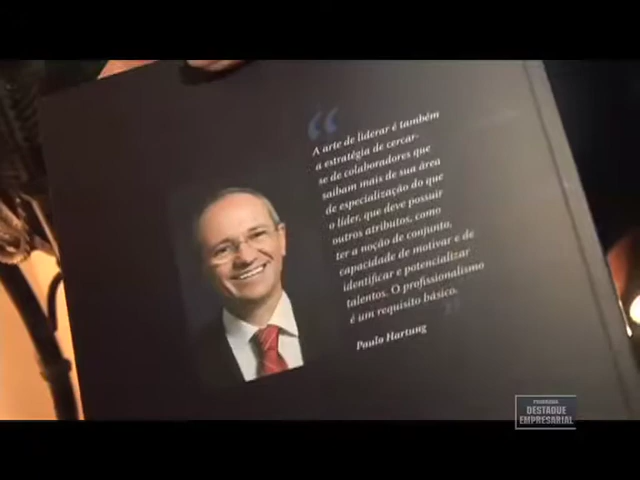 “
A arte de liderar é também
a estratégia de cercar-
se de colaboradores que
saibam mais de sua área
de especialização do que
o líder, que deve possuir
outros atributos, como
ter a noção de conjunto,
capacidade de motivar e de
identificar e potencializar
talentos. O profissionalismo
é um requisito básico. ”
Paulo Hartung
PROGRAMA
DESTAQUE
EMPRESARIAL